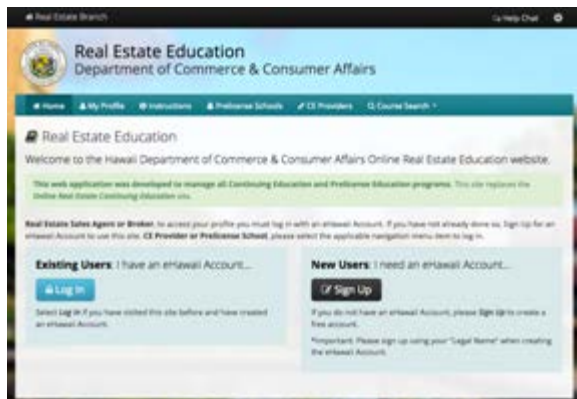 Real Estate Branch
Help Chat
Real Estate Education
Department of Commerce & Consumer Affairs
Home My Profile Instructions Prelicense Schools CE Providers Course Search
Real Estate Education
Welcome to the Hawaii Department of Commerce & Consumer Affairs Online Real Estate Education website.
This web application was developed to manage all Continuing Education and Prelicense Education programs. This site replaces the
Online Real Estate Continuing Education site.
Real Estate Sales Agent or Broker, to access your profile you must log in with an eHawaii Account. If you have not already done so, Sign Up for an
eHawaii Account to use this site. CE Provider or Prelicense School, please select the applicable navigation menu item to log in.
Existing Users: I have an eHawaii Account...
Log In
Select Log In if you have visited this site before and have created
an eHawaii Account.
New Users: I need an eHawaii Account...
Sign Up
If you do not have an eHawaii Account, please Sign Up to create a
free account.
*Important: Please sign up using your "Legal Name" when creating
the eHawaii Account.